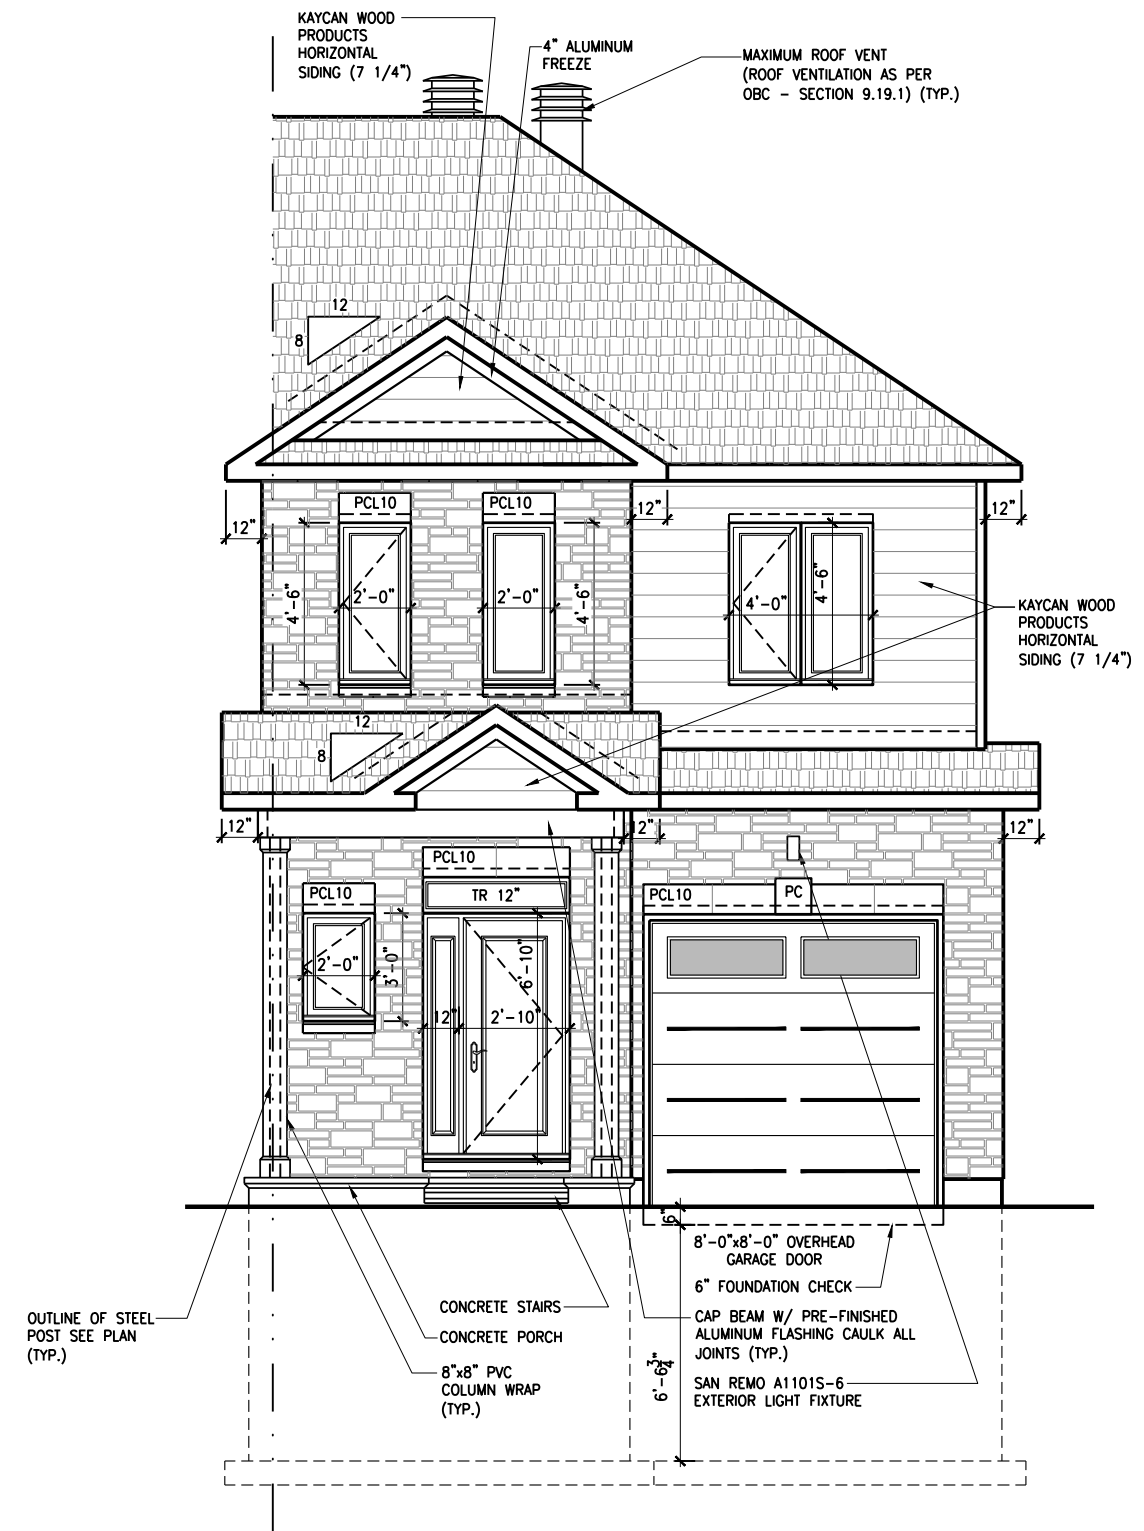 KAYCAN WOOD
PRODUCTS
HORIZONTAL
SIDING (7 1/4")
4" ALUMINUM
FREEZE
MAXIMUM ROOF VENT
(ROOF VENTILATION AS PER
OBC - SECTION 9.19.1) (TYP.)
12
8
PCL10
PCL10
12"
12"
12"
4'-6"
2'-0"
2'-0"
4'-6"
4'-0"
4'-6"
KAYCAN WOOD
PRODUCTS
HORIZONTAL
SIDING (7 1/4")
12
8
12"
12"
12"
PCL10
TR 12"
PCL10
PCL10
PC
2'-0"
3'-0"
6'-10"
12"
2'-10"
6"
8'-0"x8'-0" OVERHEAD
GARAGE DOOR
6" FOUNDATION CHECK
CAP BEAM W/ PRE-FINISHED
ALUMINUM FLASHING CAULK ALL
JOINTS (TYP.)
SAN REMO A1101S-6
EXTERIOR LIGHT FIXTURE
6'-6 3/4"
CONCRETE STAIRS
CONCRETE PORCH
8"x8" PVC
COLUMN WRAP
(TYP.)
OUTLINE OF STEEL
POST SEE PLAN
(TYP.)